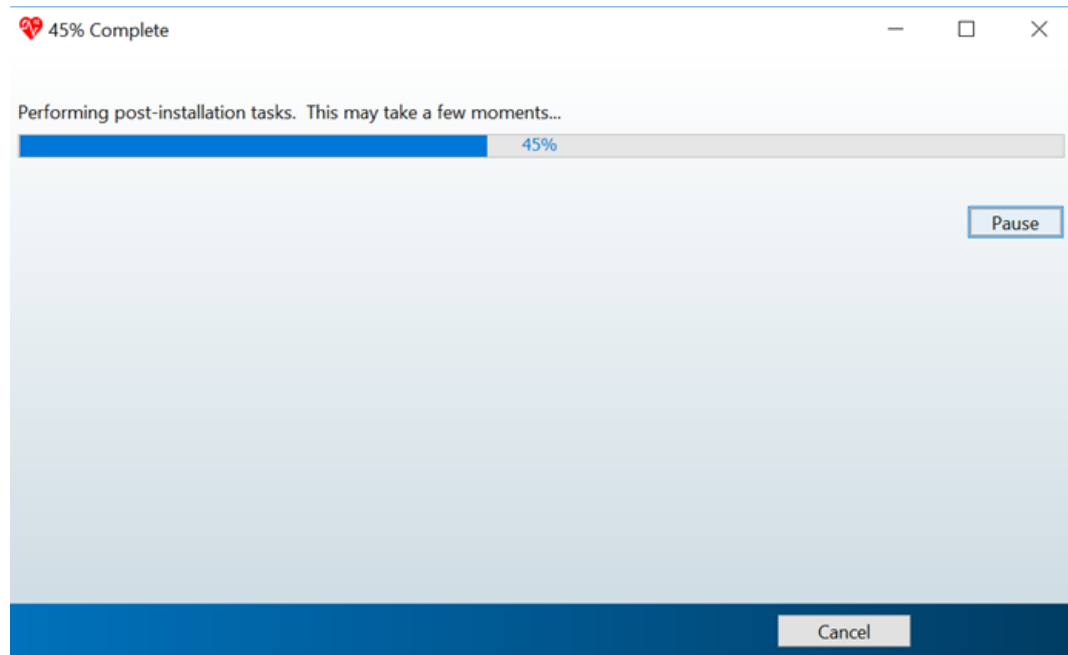 45% Complete
Performing post-installation tasks.  This may take a few moments...
45%
Pause
Cancel